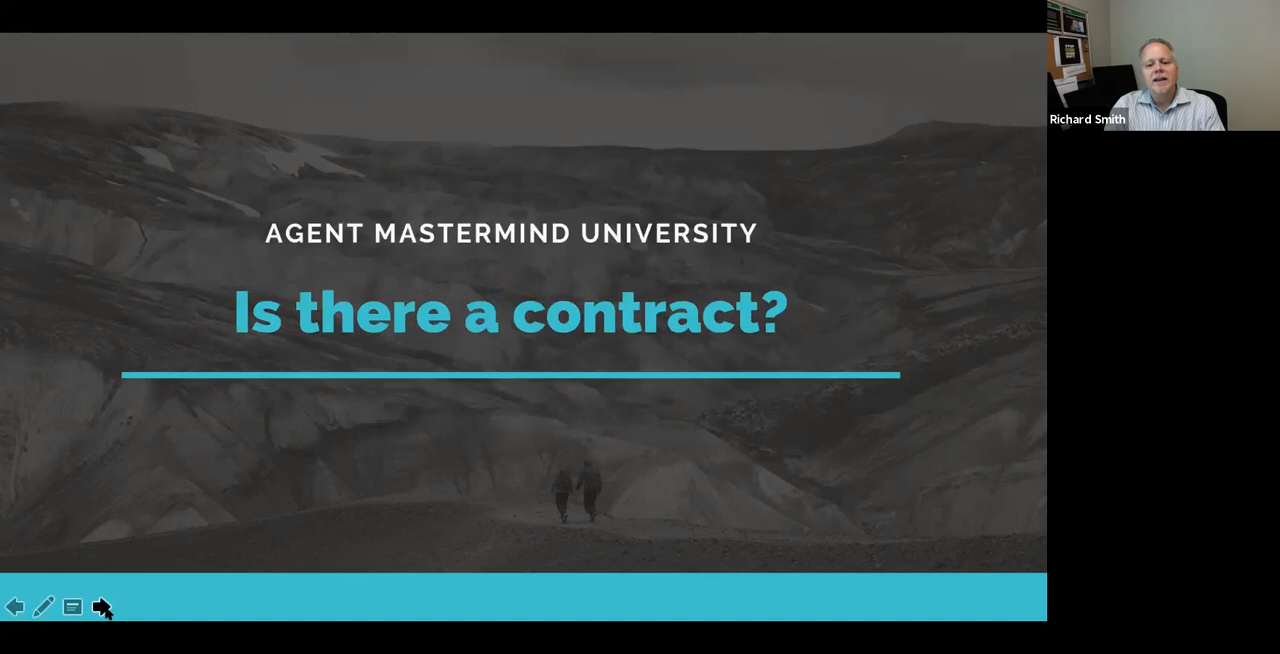 AGENT MASTERMIND UNIVERSITY
Is there a contract?
Richard Smith